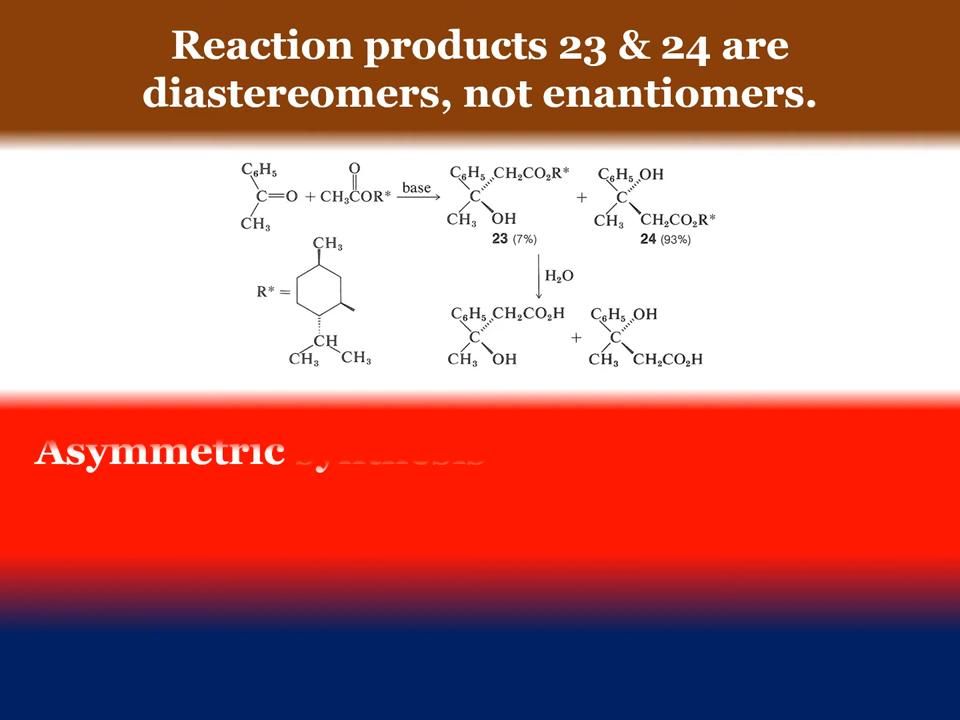 Reaction products 23 & 24 are
diastereomers, not enantiomers.
C₆H₅
C=O
CH₃
+
O
CH₃COR*
base
C₆H₅ CH₂CO₂R*
C
CH₃ OH
23 (7%)
+
C₆H₅ OH
C
CH₃ CH₂CO₂R*
24 (93%)
R* =
CH₃
CH
CH₃ CH₃
H₂O
C₆H₅ CH₂CO₂H
C
CH₃ OH
+
C₆H₅ OH
C
CH₃ CH₂CO₂H
Asymmetric synthesis